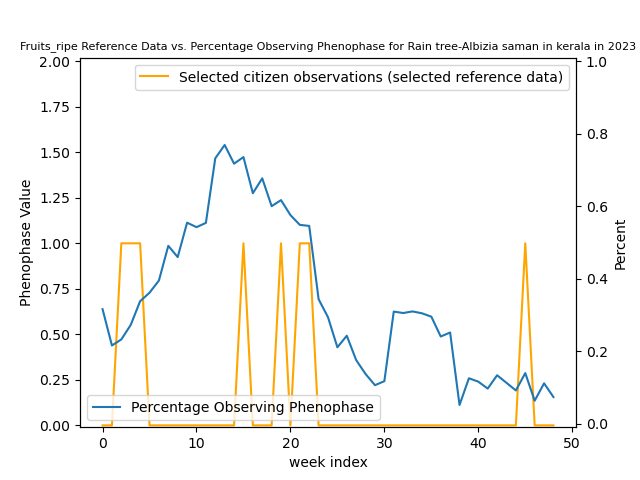 Fruits_ripe Reference Data vs. Percentage Observing Phenophase for Rain tree-Albizia saman in kerala in 2023
Selected citizen observations (selected reference data)
Percentage Observing Phenophase
Phenophase Value
2.00
1.75
1.50
1.25
1.00
0.75
0.50
0.25
0.00
Percent
1.0
0.8
0.6
0.4
0.2
0.0
0 10 20 30 40 50
week index